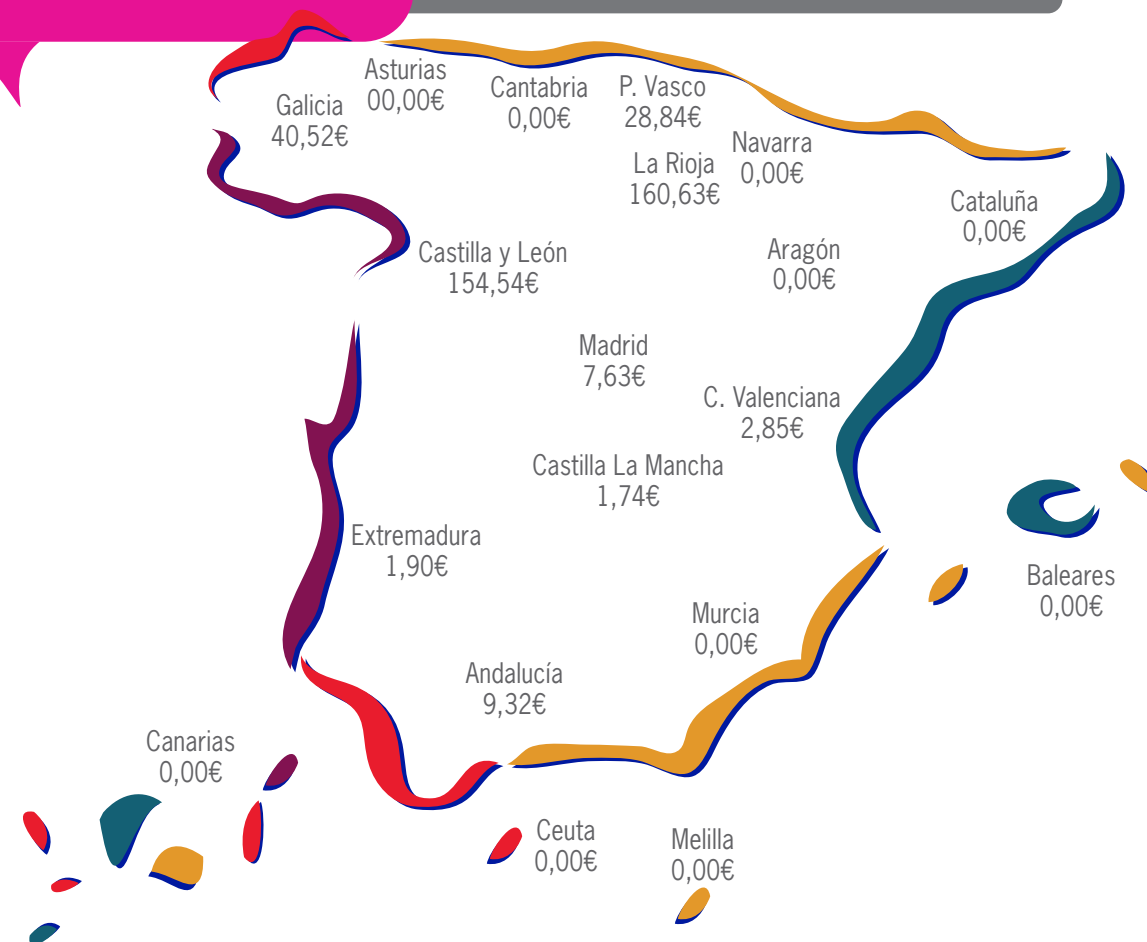 Asturias
00,00€
Cantabria
0,00€
P. Vasco
28,84€
Galicia
40,52€
Navarra
0,00€
La Rioja
160,63€
Cataluña
0,00€
Castilla y León
154,54€
Aragón
0,00€
Madrid
7,63€
C. Valenciana
2,85€
Castilla La Mancha
1,74€
Extremadura
1,90€
Baleares
0,00€
Murcia
0,00€
Andalucía
9,32€
Canarias
0,00€
Ceuta
0,00€
Melilla
0,00€